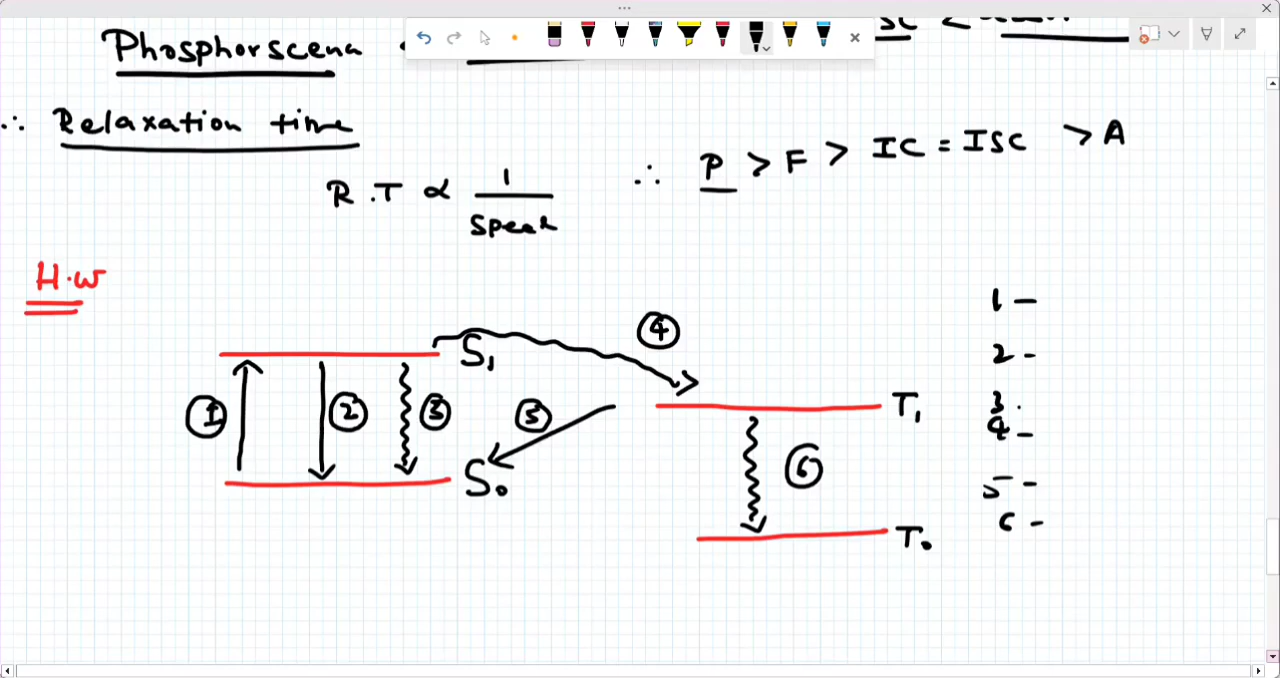 Phosphorscena
∴ Relaxation time
R.T ∝ 1 / Speed
∴ P > F > IC = ISC > A
H.W
S₁
④
1 -
2 -
① ② ③ ⑤
T₁
3 -
4 -
S₀
⑥
5 -
T₀
6 -